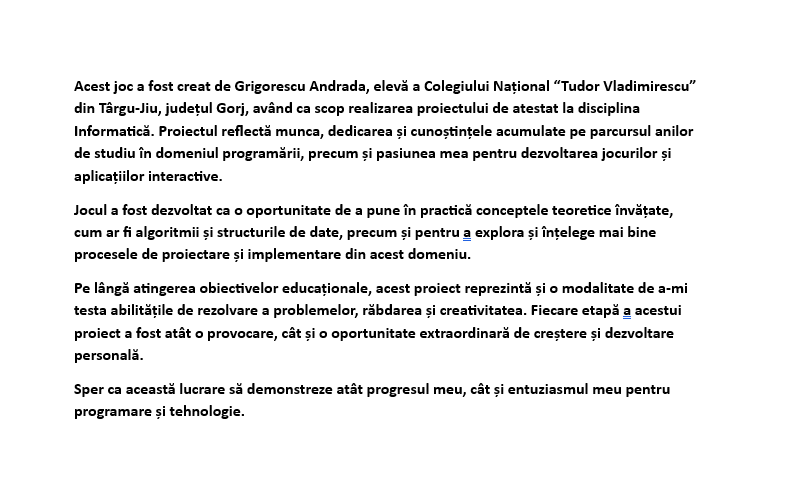 Acest joc a fost creat de Grigorescu Andrada, elevă a Colegiului Național “Tudor Vladimirescu”
din Târgu-Jiu, județul Gorj, având ca scop realizarea proiectului de atestat la disciplina
Informatică. Proiectul reflectă munca, dedicarea și cunoștințele acumulate pe parcursul anilor
de studiu în domeniul programării, precum și pasiunea mea pentru dezvoltarea jocurilor și
aplicațiilor interactive.
Jocul a fost dezvoltat ca o oportunitate de a pune în practică conceptele teoretice învățate,
cum ar fi algoritmii și structurile de date, precum și pentru a explora și înțelege mai bine
procesele de proiectare și implementare din acest domeniu.
Pe lângă atingerea obiectivelor educaționale, acest proiect reprezintă și o modalitate de a-mi
testa abilitățile de rezolvare a problemelor, răbdarea și creativitatea. Fiecare etapă a acestui
proiect a fost atât o provocare, cât și o oportunitate extraordinară de creștere și dezvoltare
personală.
Sper ca această lucrare să demonstreze atât progresul meu, cât și entuziasmul meu pentru
programare și tehnologie.